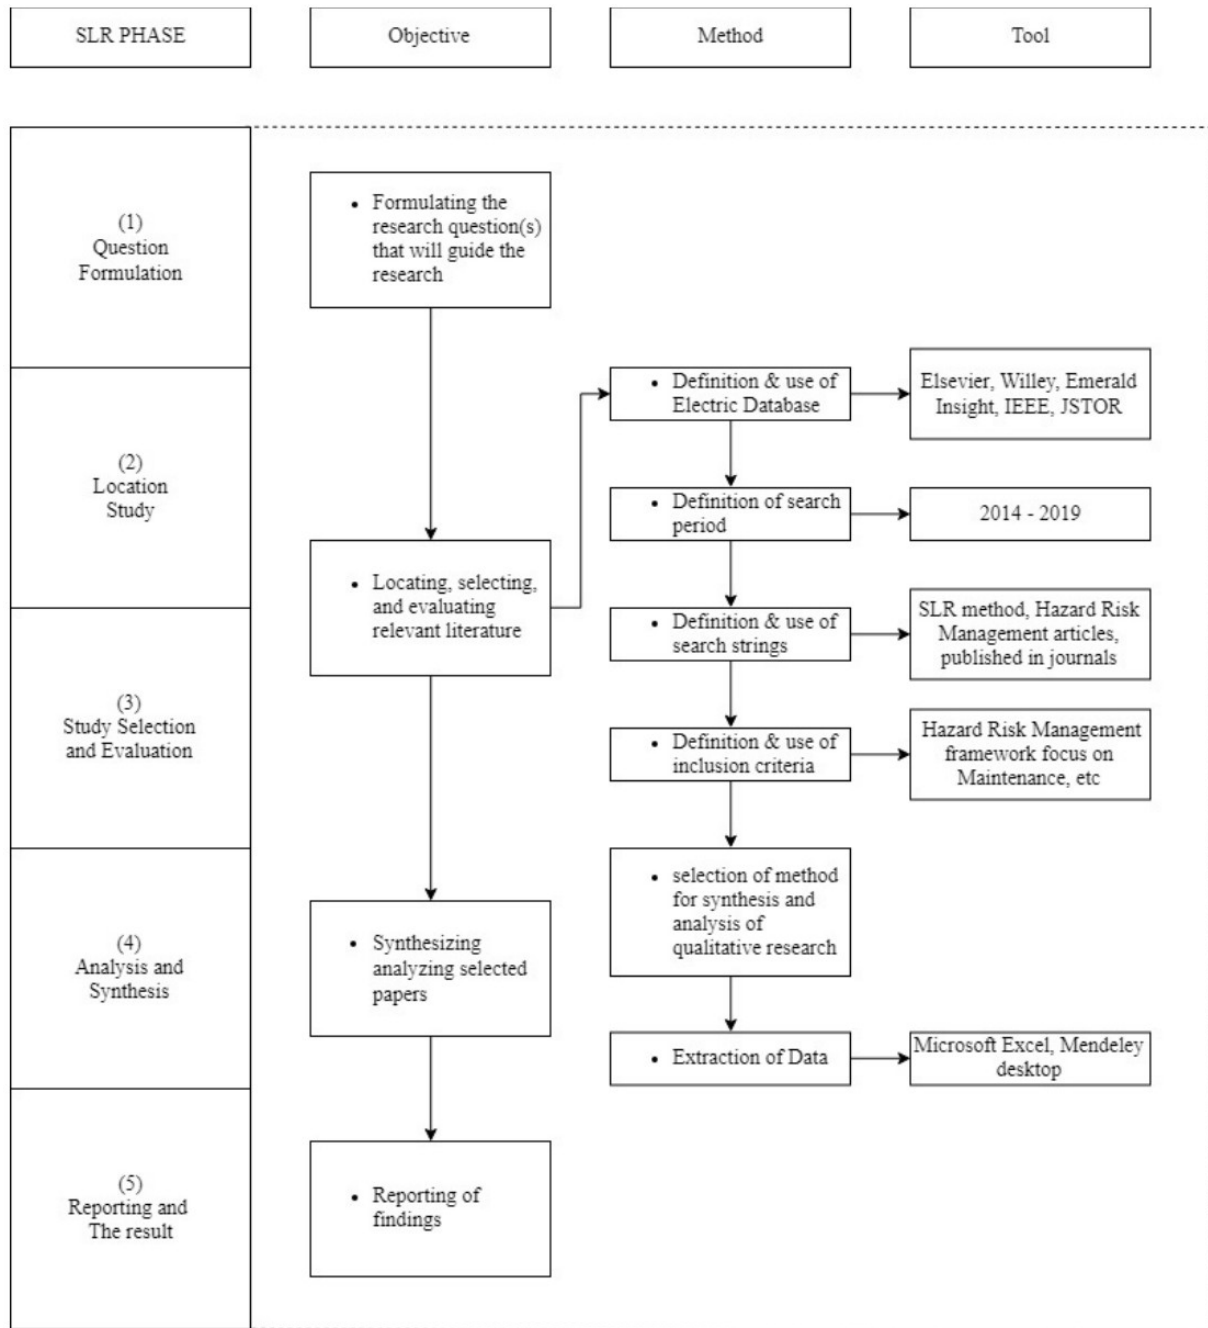 SLR PHASE
Objective
Method
Tool
(1)
Question
Formulation
• Formulating the
research question(s)
that will guide the
research
(2)
Location
Study
• Definition & use of
Electric Database
Elsevier, Willey, Emerald
Insight, IEEE, JSTOR
• Definition of search
period
2014 - 2019
• Locating, selecting,
and evaluating
relevant literature
• Definition & use of
search strings
SLR method, Hazard Risk
Management articles,
published in journals
(3)
Study Selection
and Evaluation
• Definition & use of
inclusion criteria
Hazard Risk Management
framework focus on
Maintenance, etc
(4)
Analysis and
Synthesis
• Synthesizing
analyzing selected
papers
• selection of method
for synthesis and
analysis of
qualitative research
• Extraction of Data
Microsoft Excel, Mendeley
desktop
(5)
Reporting and
The result
• Reporting of
findings